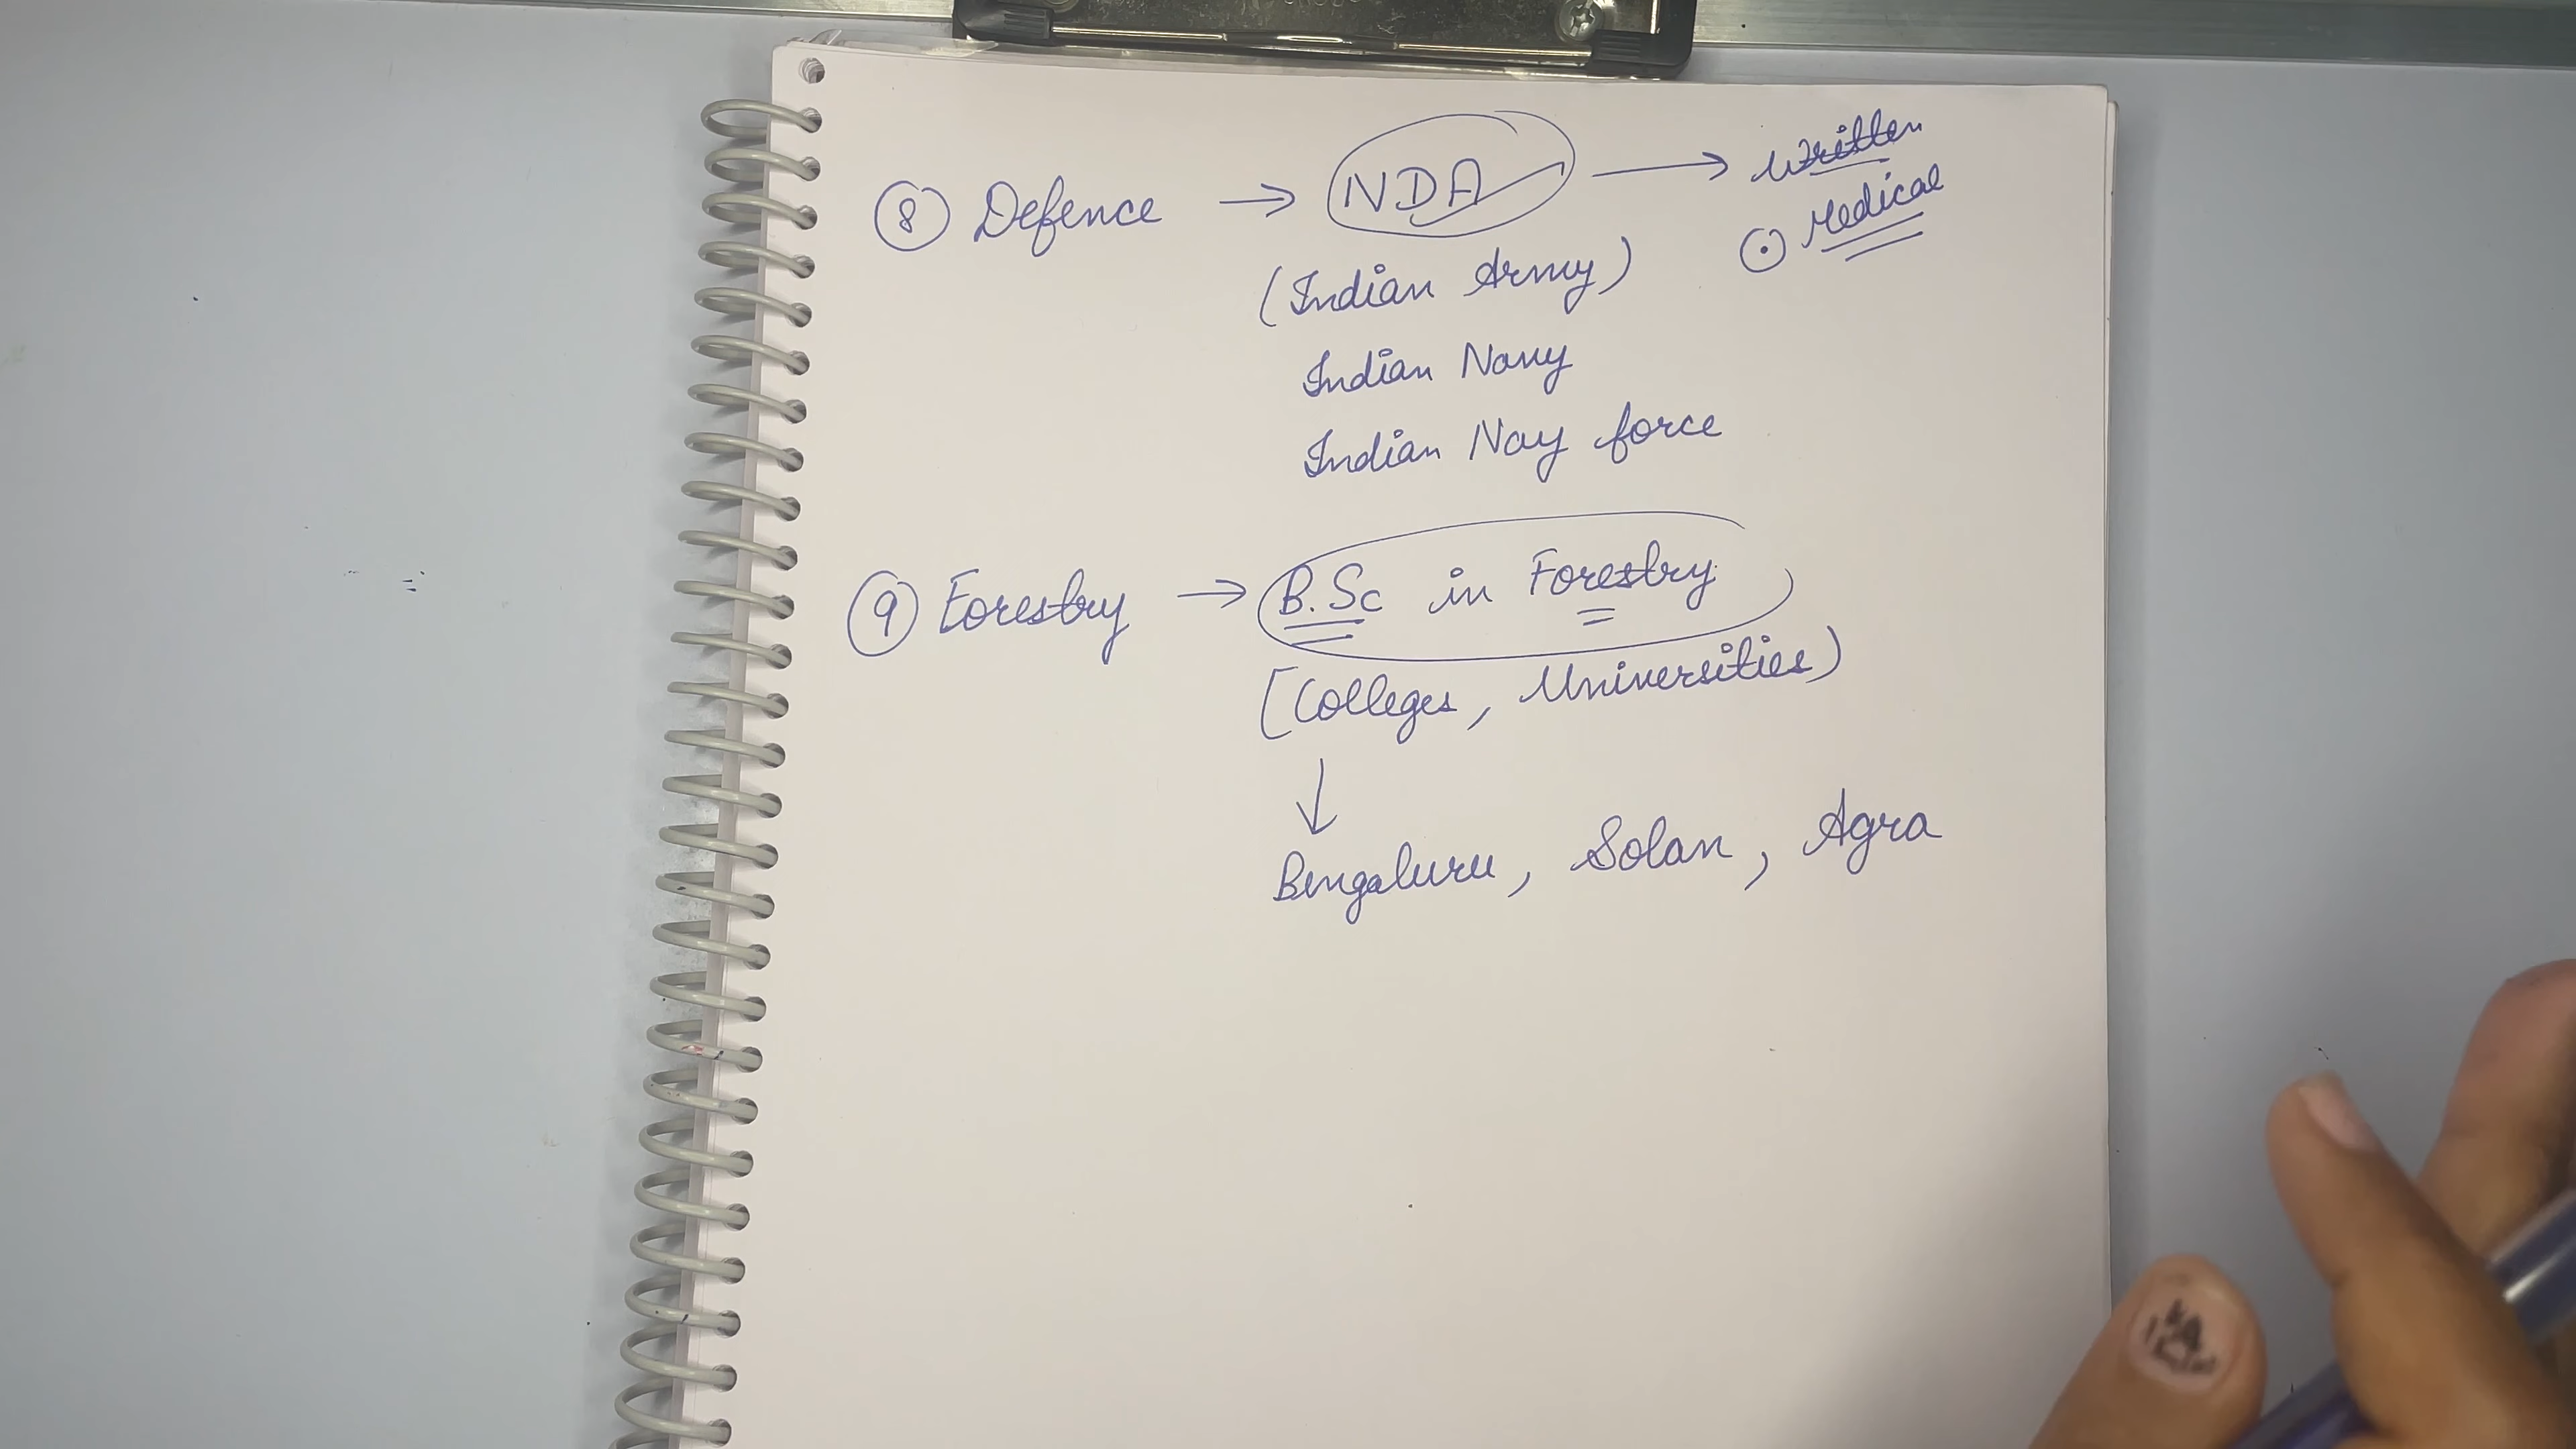 ⑧ Defence → NDA → Written
⊙ Medical
(Indian Army)
Indian Navy
Indian Nay force
⑨ Forestry → B.Sc in Forestry
[Colleges, Universities)
↓
Bengaluru, Solan, Agra